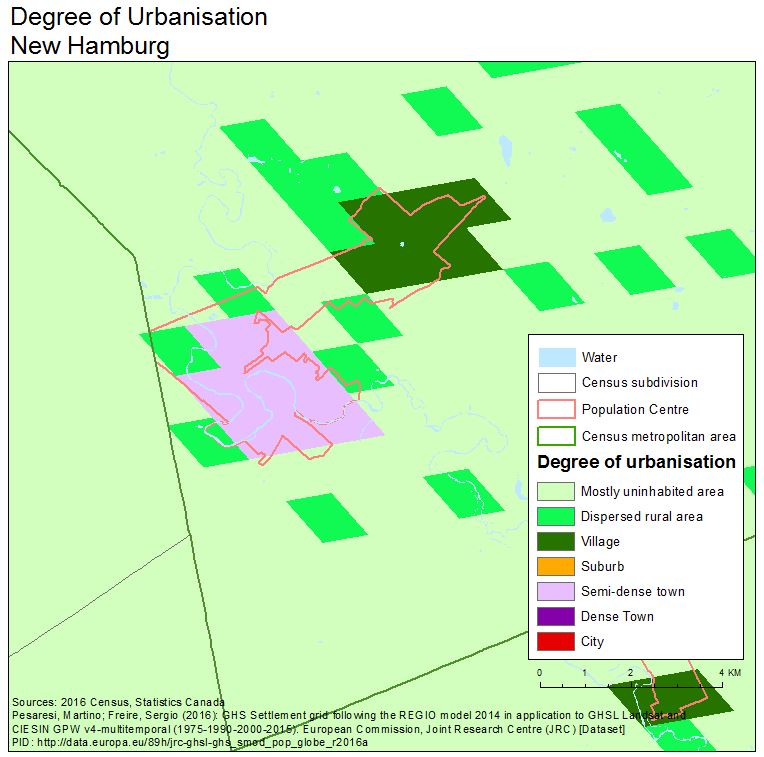 Degree of Urbanisation
New Hamburg
Water
Census subdivision
Population Centre
Census metropolitan area
Degree of urbanisation
Mostly uninhabited area
Dispersed rural area
Village
Suburb
Semi-dense town
Dense Town
City
0 1 2 4 KM
Sources: 2016 Census, Statistics Canada
Pesaresi, Martino; Freire, Sergio (2016): GHS Settlement grid following the REGIO model 2014 in application to GHSL Landsat and
CIESIN GPW v4-multitemporal (1975-1990-2000-2015). European Commission, Joint Research Centre (JRC) [Dataset]
PID: http://data.europa.eu/89h/jrc-ghsl-ghs_smod_pop_globe_r2016a